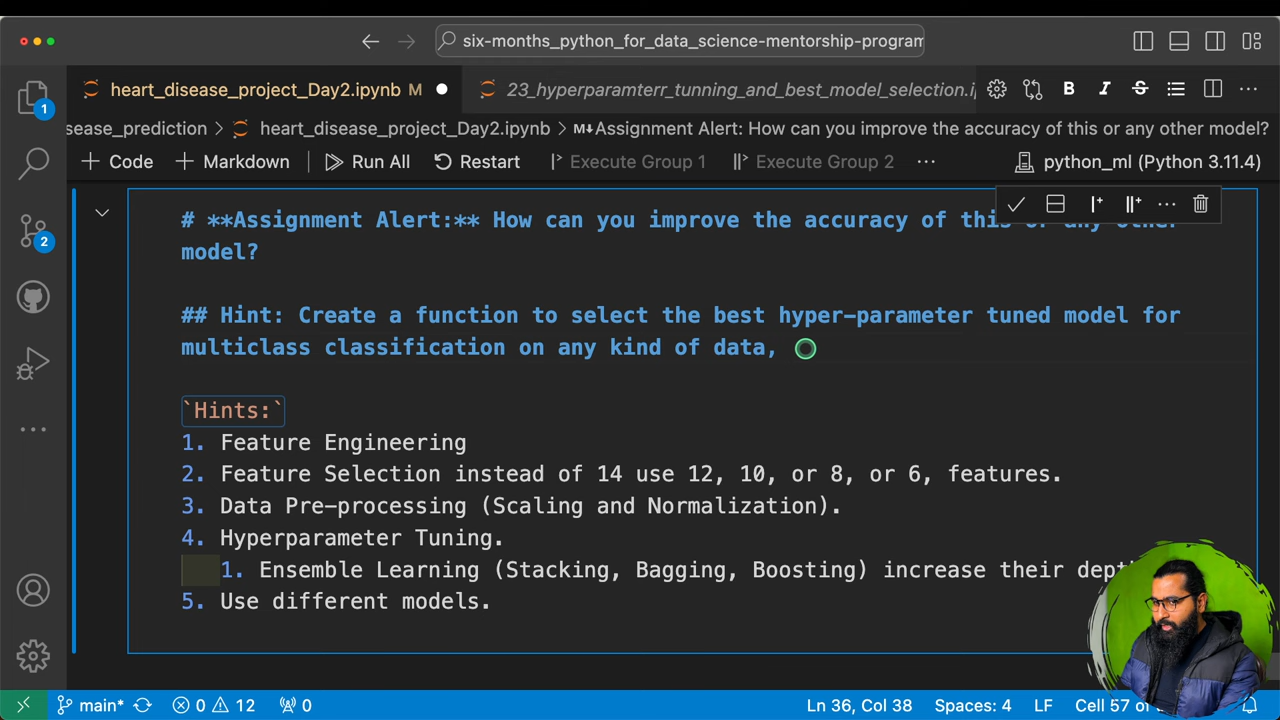 six-months_python_for_data_science-mentorship-program
heart_disease_project_Day2.ipynb M
23_hyperparamterr_tunning_and_best_model_selection.i
sease_prediction > heart_disease_project_Day2.ipynb > M↓Assignment Alert: How can you improve the accuracy of this or any other model?
+ Code + Markdown Run All Restart Execute Group 1 Execute Group 2 ... python_ml (Python 3.11.4)
# **Assignment Alert:** How can you improve the accuracy of this or any other
model?
## Hint: Create a function to select the best hyper-parameter tuned model for
multiclass classification on any kind of data,
`Hints:`
1. Feature Engineering
2. Feature Selection instead of 14 use 12, 10, or 8, or 6, features.
3. Data Pre-processing (Scaling and Normalization).
4. Hyperparameter Tuning.
1. Ensemble Learning (Stacking, Bagging, Boosting) increase their
5. Use different models.
1
2
main* 0 12 0 Ln 36, Col 38 Spaces: 4 LF Cell 57 of